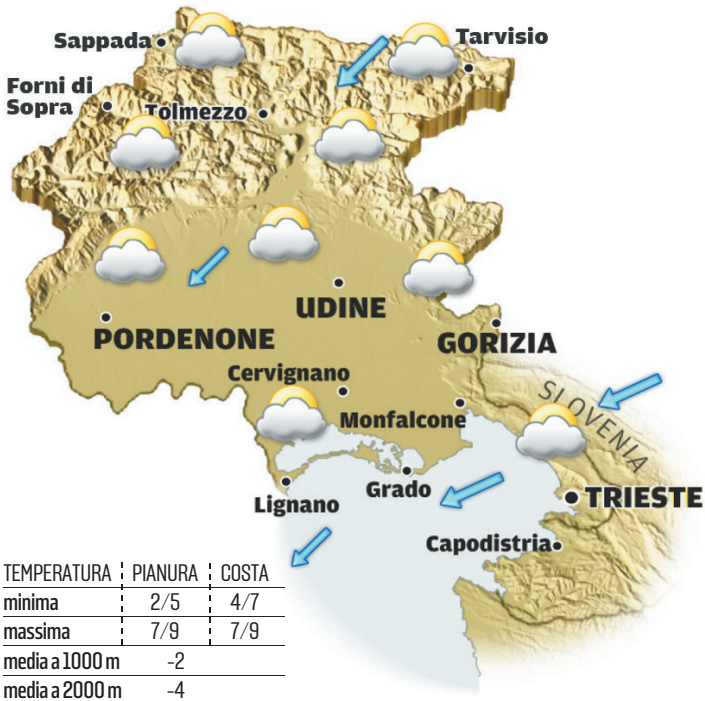 Sappada
Tarvisio
Forni di
Sopra
Tolmezzo
UDINE
PORDENONE
GORIZIA
Cervignano
SLOVENIA
Monfalcone
Grado
Lignano
TRIESTE
Capodistria
TEMPERATURA PIANURA COSTA
minima 2/5 4/7
massima 7/9 7/9
media a 1000 m -2
media a 2000 m -4